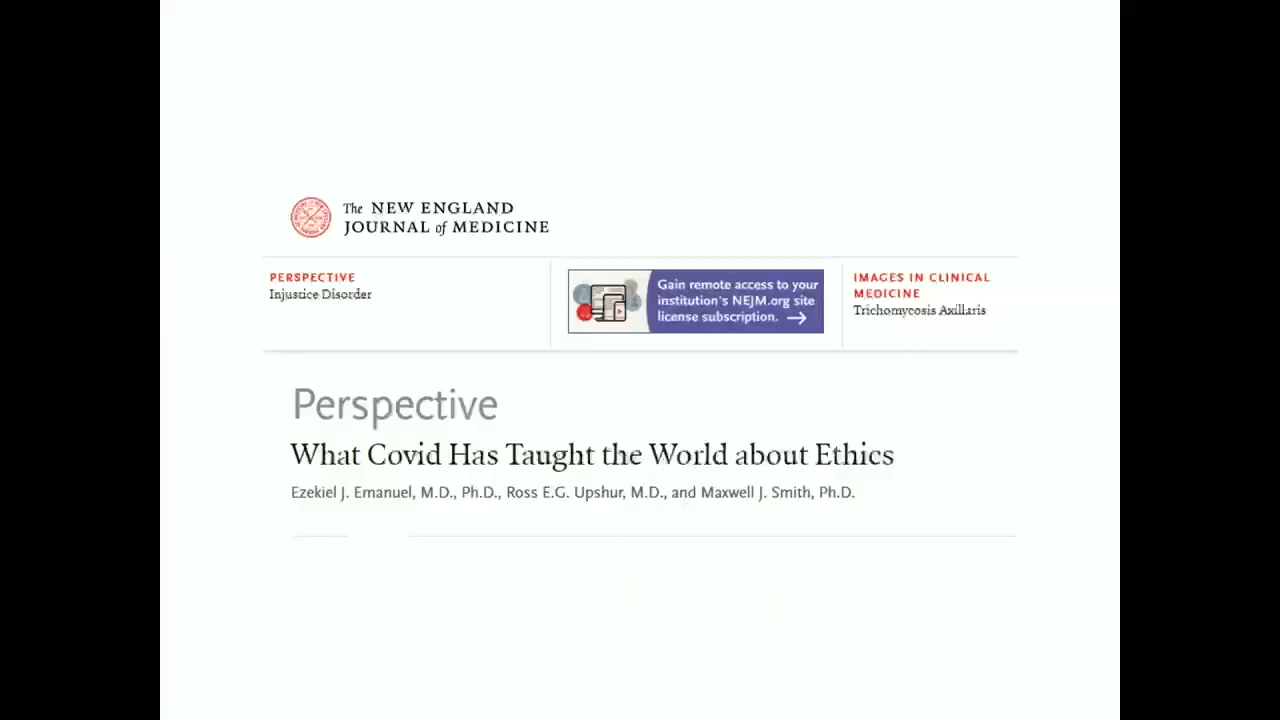 The NEW ENGLAND
JOURNAL of MEDICINE
PERSPECTIVE
Injustice Disorder
Gain remote access to your
institution's NEJM.org site
license subscription. →
IMAGES IN CLINICAL
MEDICINE
Trichomycosis Axillaris
Perspective
What Covid Has Taught the World about Ethics
Ezekiel J. Emanuel, M.D., Ph.D., Ross E.G. Upshur, M.D., and Maxwell J. Smith, Ph.D.